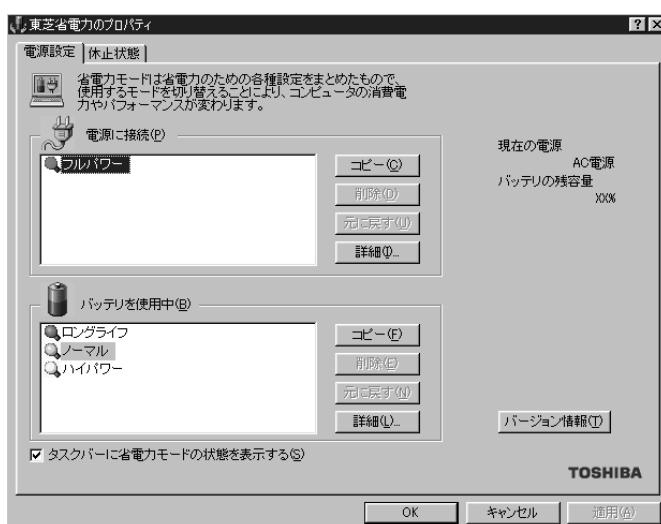 東芝省電力のプロパティ
電源設定
休止状態
省電力モードは省電力のための各種設定をまとめたもので、
使用するモードを切り替えることにより、コンピュータの消費電
力やパフォーマンスが変わります。
電源に接続(P)
フルパワー
コピー(C)
削除(D)
元に戻す(U)
詳細(I)...
現在の電源
AC電源
バッテリの残容量
XX%
バッテリを使用中(B)
ロングライフ
ノーマル
ハイパワー
コピー(F)
削除(E)
元に戻す(N)
詳細(L)...
バージョン情報(T)
タスクバーに省電力モードの状態を表示する(S)
TOSHIBA
OK
キャンセル
適用(A)